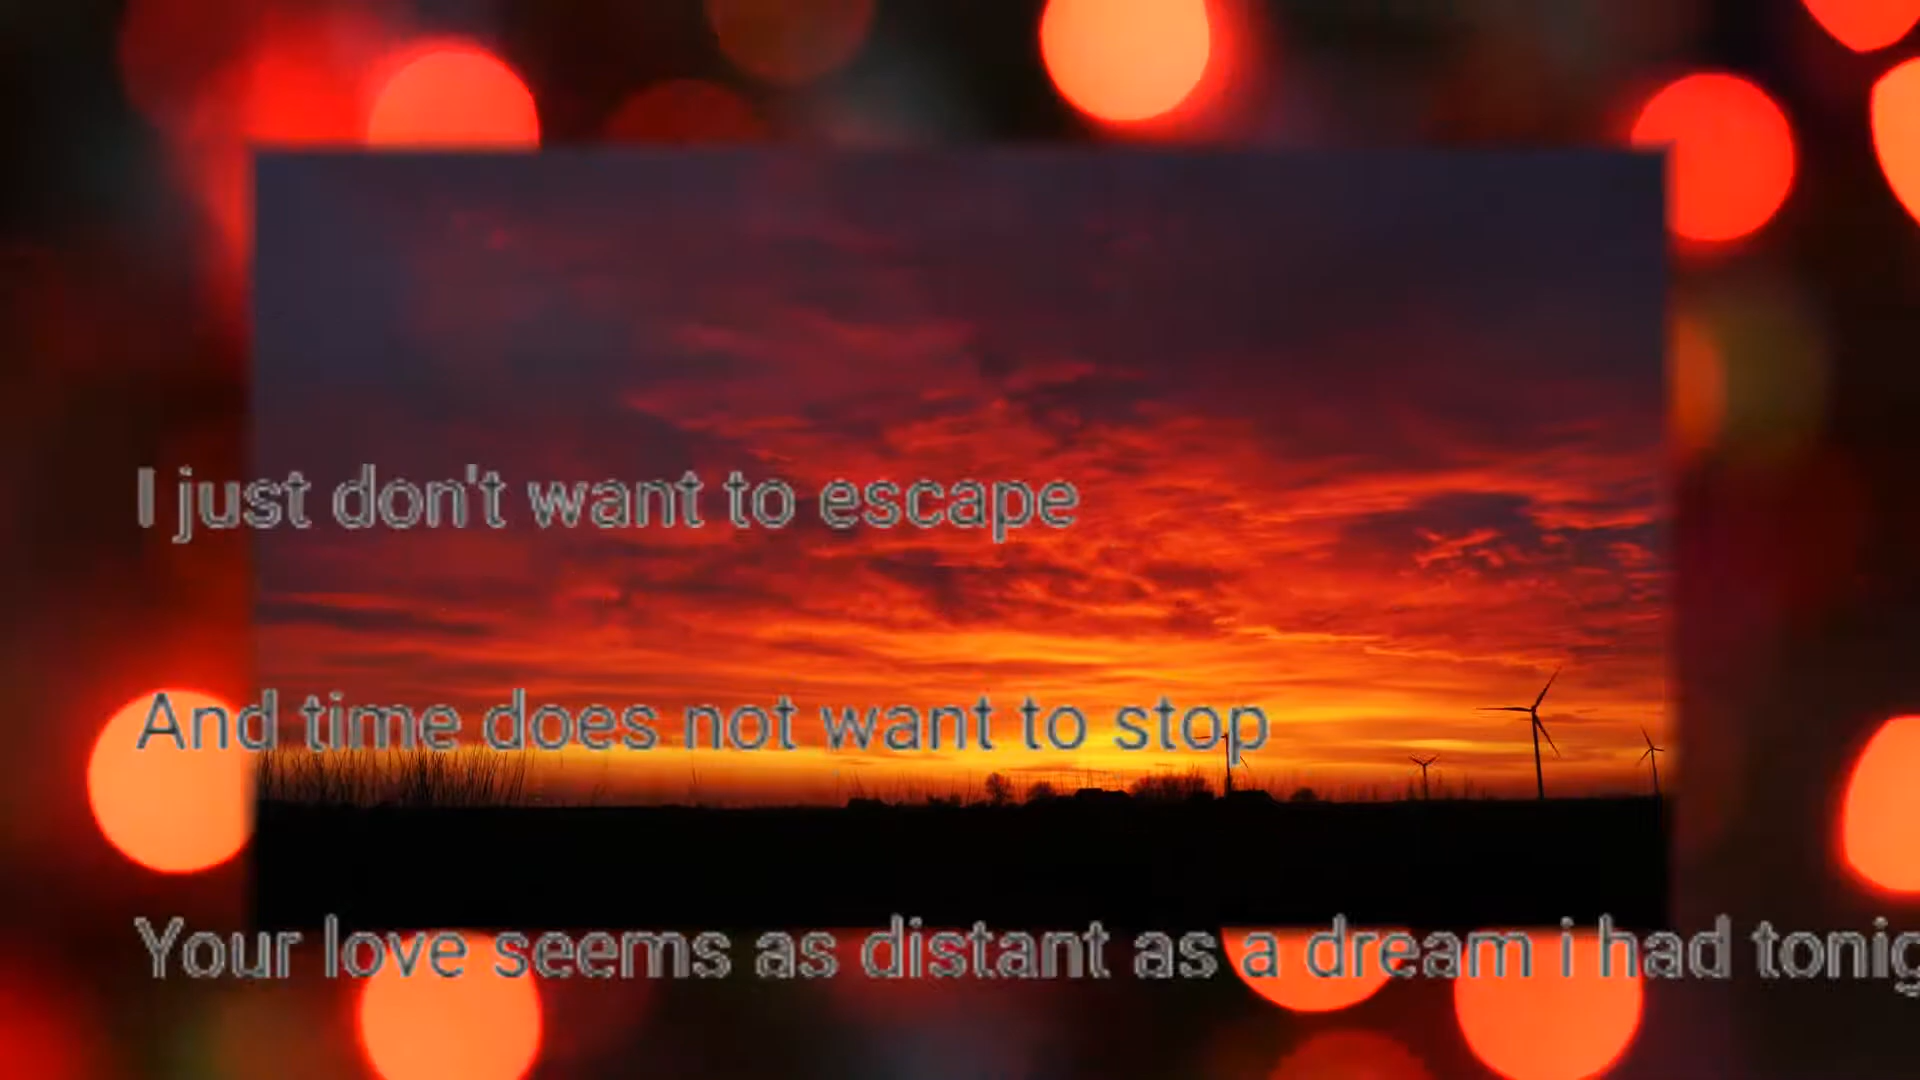 I just don't want to escape
And time does not want to stop
Your love seems as distant as a dream i had